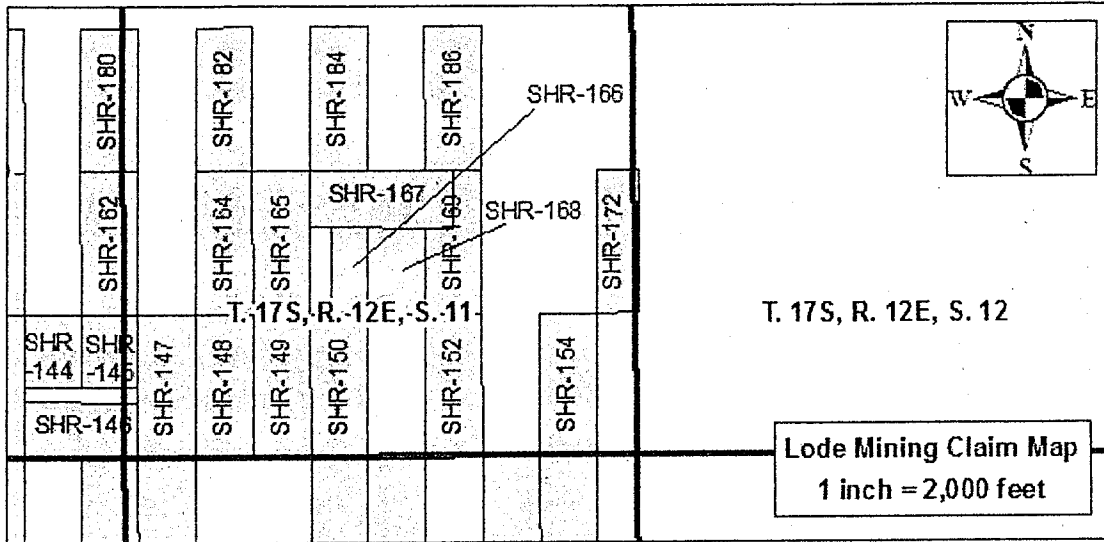 SHR-180
SHR-182
SHR-184
SHR-186
SHR-166
N
W
E
S
SHR-162
SHR-164
SHR-165
SHR-167
SHR-169
SHR-168
SHR-172
T. 17S, R. 12E, S. 11
T. 17S, R. 12E, S. 12
SHR
-144
SHR
-145
SHR-147
SHR-148
SHR-149
SHR-150
SHR-152
SHR-154
SHR-146
Lode Mining Claim Map
1 inch = 2,000 feet